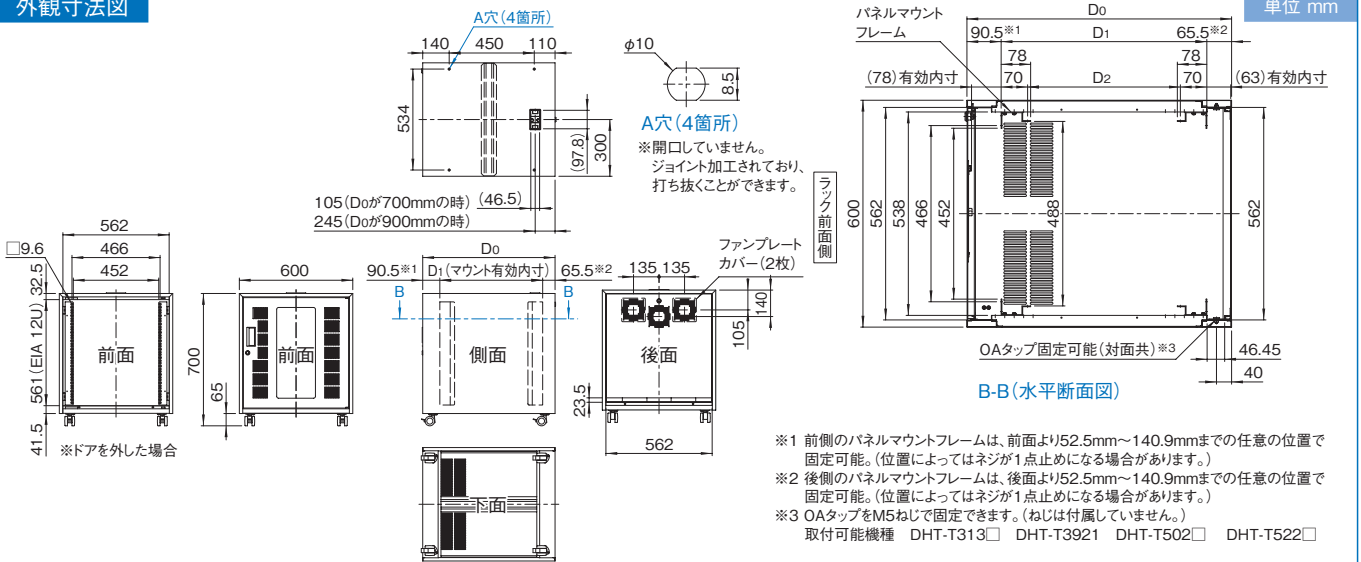 外観寸法図
単位 mm
A穴(4箇所)
140
450
110
534
(97.8)
300
105(D0が700mmの時)
(46.5)
245(D0が900mmの時)
φ10
8.5
A穴(4箇所)
※開口していません。
ジョイント加工されており、
打ち抜くことができます。
パネルマウント
フレーム
D0
90.5※1
D1
65.5※2
78
78
(78)有効内寸
70
D2
70
(63)有効内寸
ラック前面側
600
562
538
466
452
488
562
OAタップ固定可能(対面共)※3
46.45
40
B-B(水平断面図)
562
□9.6
466
452
32.5
561(EIA 12U)
41.5
前面
※ドアを外した場合
600
700
65
前面
D0
90.5※1
D1(マウント有効内寸)
65.5※2
B
B
側面
ファンプレート
カバー(2枚)
135
135
140
105
後面
23.5
562
下面
※1 前側のパネルマウントフレームは、前面より52.5mm〜140.9mmまでの任意の位置で
固定可能。(位置によってはネジが1点止めになる場合があります。)
※2 後側のパネルマウントフレームは、後面より52.5mm〜140.9mmまでの任意の位置で
固定可能。(位置によってはネジが1点止めになる場合があります。)
※3 OAタップをM5ねじで固定できます。(ねじは付属していません。)
取付可能機種 DHT-T313□ DHT-T3921 DHT-T502□ DHT-T522□